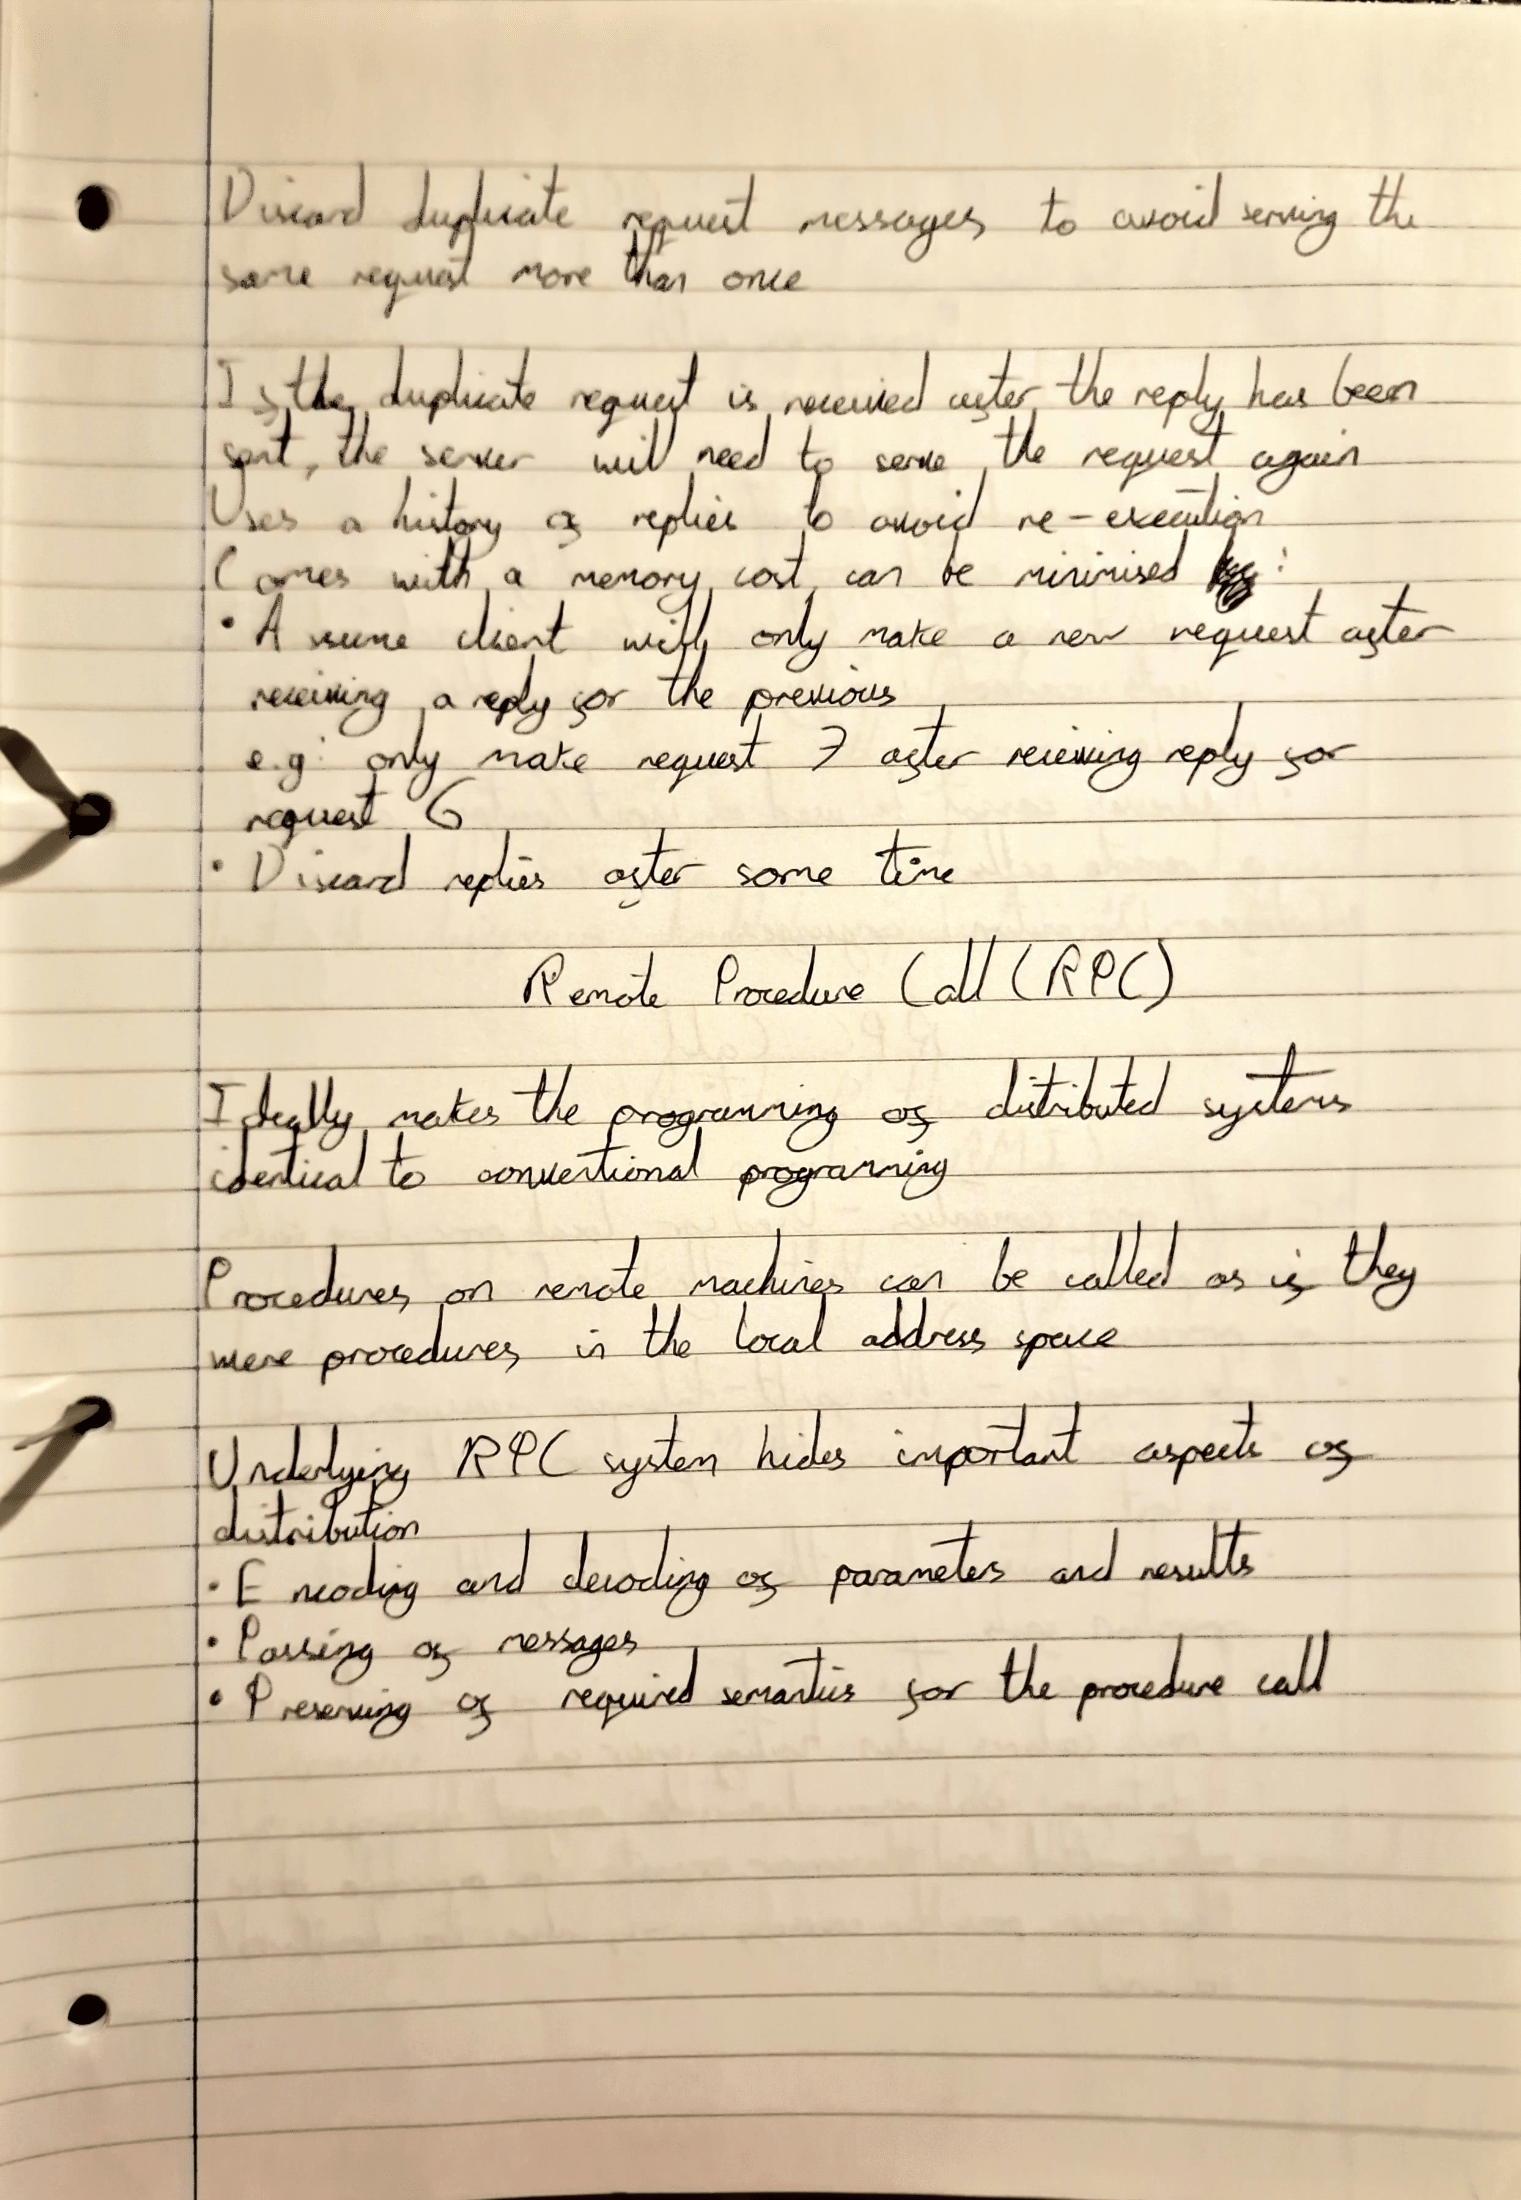 Discard duplicate request messages to avoid serving the
same request more than once
If the duplicate request is received after the reply has been
sent, the server will need to serve the request again
Uses a history of replies to avoid re-execution
Comes with a memory cost, can be minimised :
• Assume client will only make a new request after
receiving a reply for the previous
e.g: only make request 7 after receiving reply for
request 6
• Discard replies after some time
Remote Procedure Call (RPC)
Ideally makes the programming of distributed systems
identical to conventional programming
Procedures on remote machines can be called as if they
were procedures in the local address space
Underlying RPC system hides important aspects of
distribution
• Encoding and decoding of parameters and results
• Passing of messages
• Preserving of required semantics for the procedure call